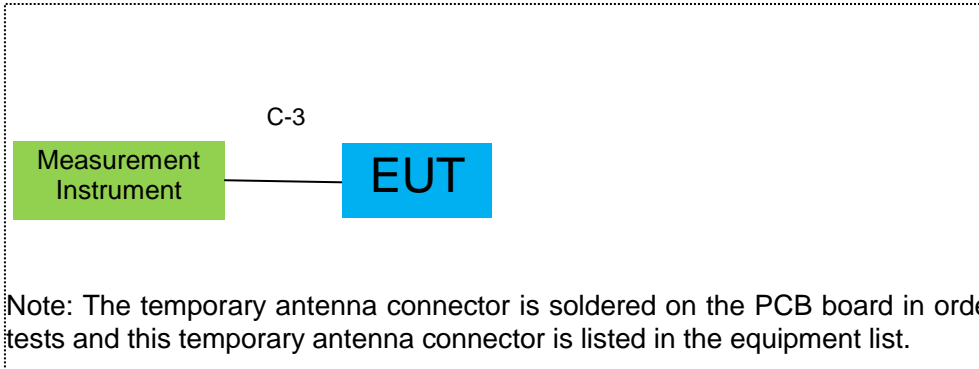 C-3
Measurement
Instrument
EUT
Note: The temporary antenna connector is soldered on the PCB board in
tests and this temporary antenna connector is listed in the equipment list.